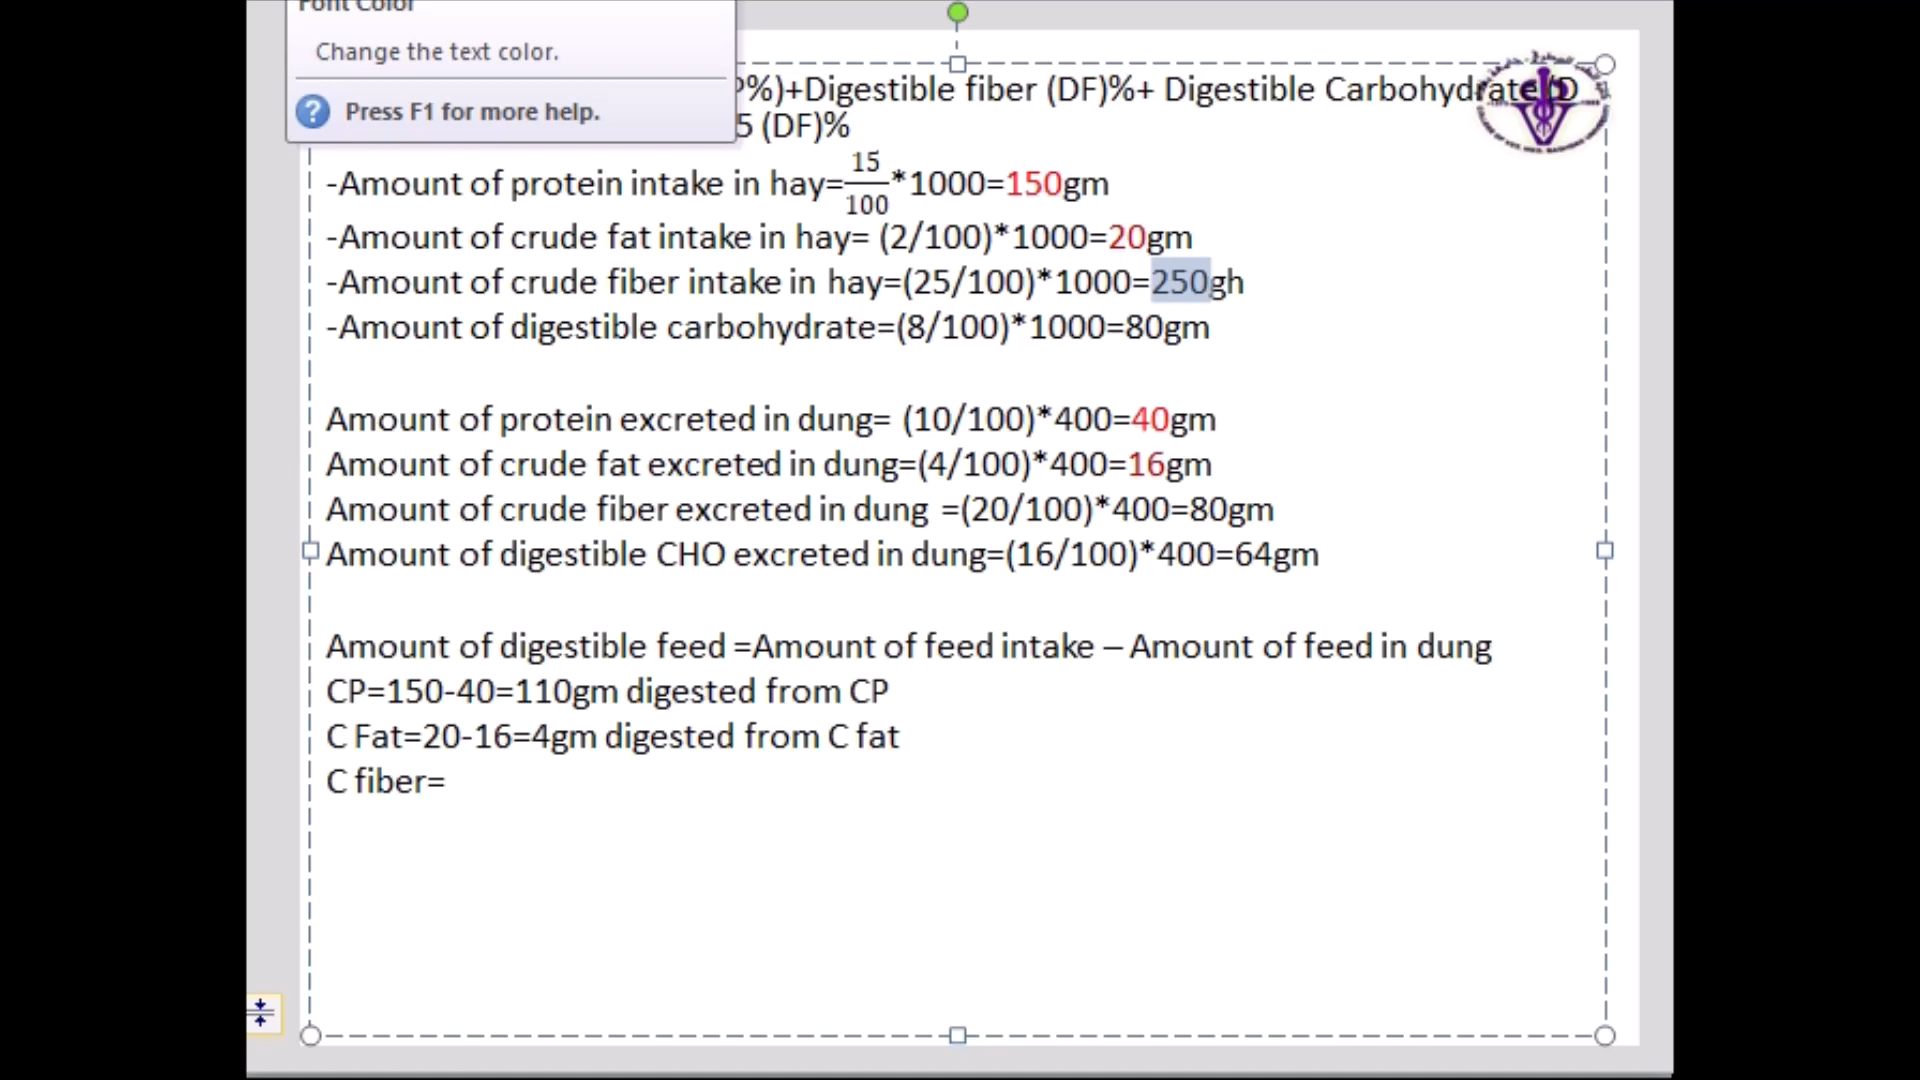 Font Color
Change the text color.
Press F1 for more help.
%)+Digestible fiber (DF)%+ Digestible Carbohydrate (D
5 (DF)%
-Amount of protein intake in hay=15/100*1000=150gm
-Amount of crude fat intake in hay= (2/100)*1000=20gm
-Amount of crude fiber intake in hay=(25/100)*1000=250gh
-Amount of digestible carbohydrate=(8/100)*1000=80gm
Amount of protein excreted in dung= (10/100)*400=40gm
Amount of crude fat excreted in dung=(4/100)*400=16gm
Amount of crude fiber excreted in dung =(20/100)*400=80gm
Amount of digestible CHO excreted in dung=(16/100)*400=64gm
Amount of digestible feed =Amount of feed intake – Amount of feed in dung
CP=150-40=110gm digested from CP
C Fat=20-16=4gm digested from C fat
C fiber=